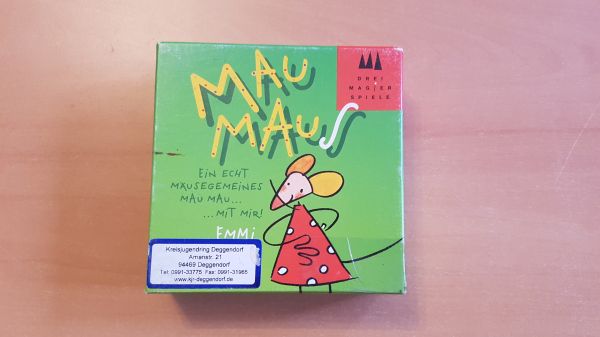 MAU
MAUS
DREI
MAGIER
SPIELE
EIN ECHT
MÄUSEGEMEINES
MAU MAU...
...MIT MIR!
EMMi
Kreisjugendring Deggendorf
Amanstr. 21
94469 Deggendorf
Tel: 0991-33775 Fax: 0991-31965
www.kjr-deggendorf.de